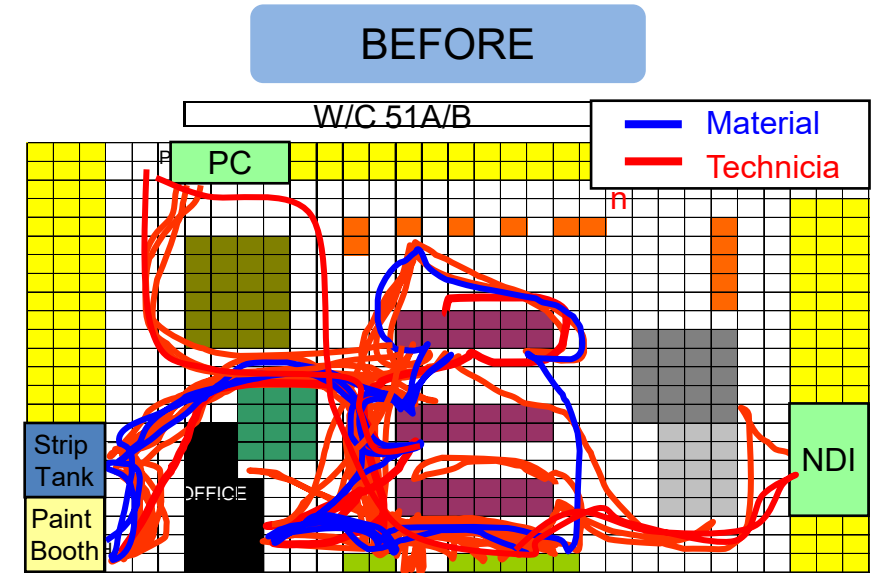 BEFORE
W/C 51A/B
Material
Technicia
n
P
PC
Strip
Tank
NDI
OFFICE
Paint
Booth